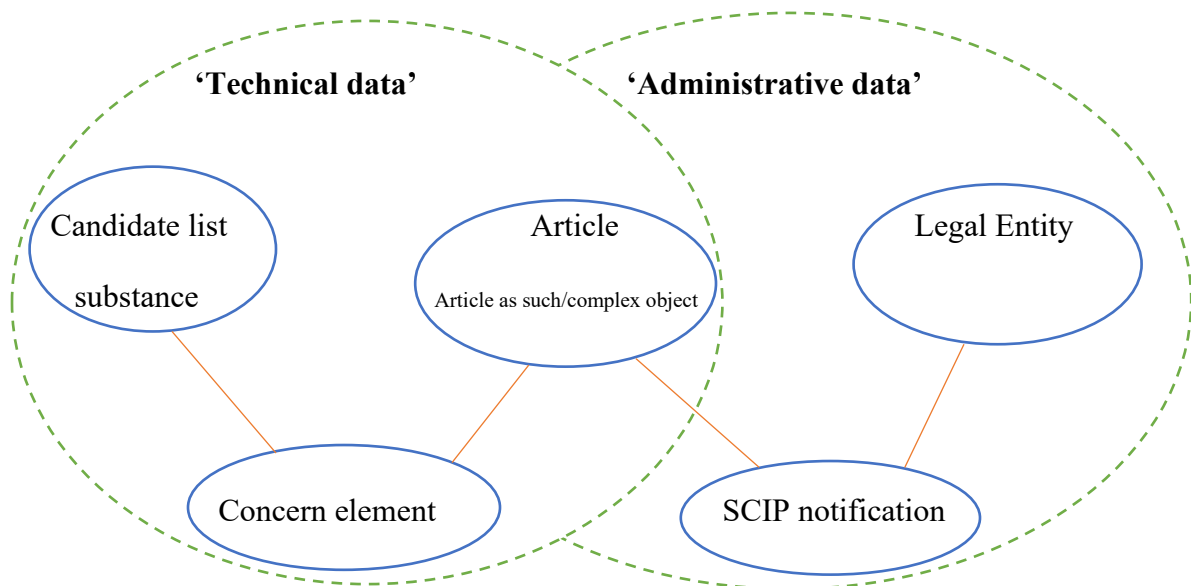 ‘Technical data’
‘Administrative data’
Candidate list
substance
Article
Article as such/complex object
Legal Entity
Concern element
SCIP notification